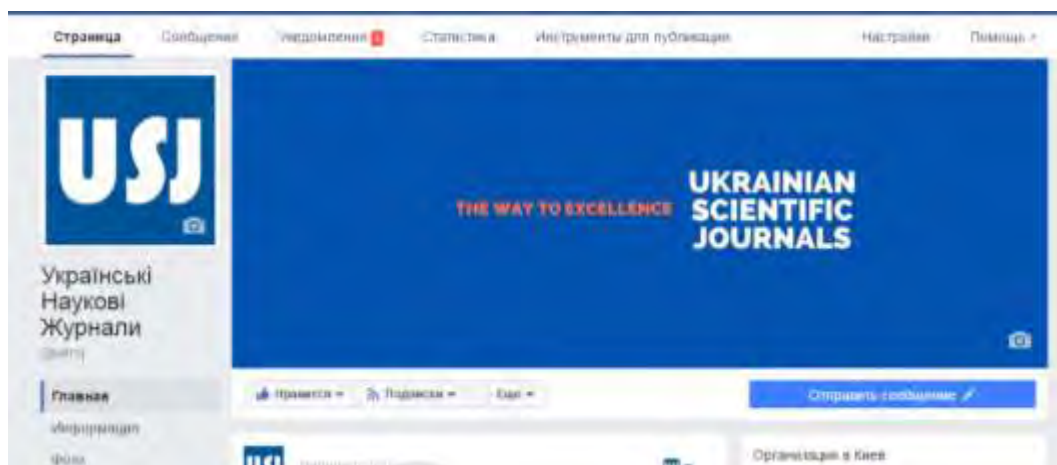 Страница Сообщения Уведомления Статистика Инструменты для публикации Настройки Помощь
USJ
THE WAY TO EXCELLENCE
UKRAINIAN
SCIENTIFIC
JOURNALS
Українські
Наукові
Журнали
Главная
Нравится Подписки Еще
Отправить сообщение
Информация
Фото
Организация в Киев